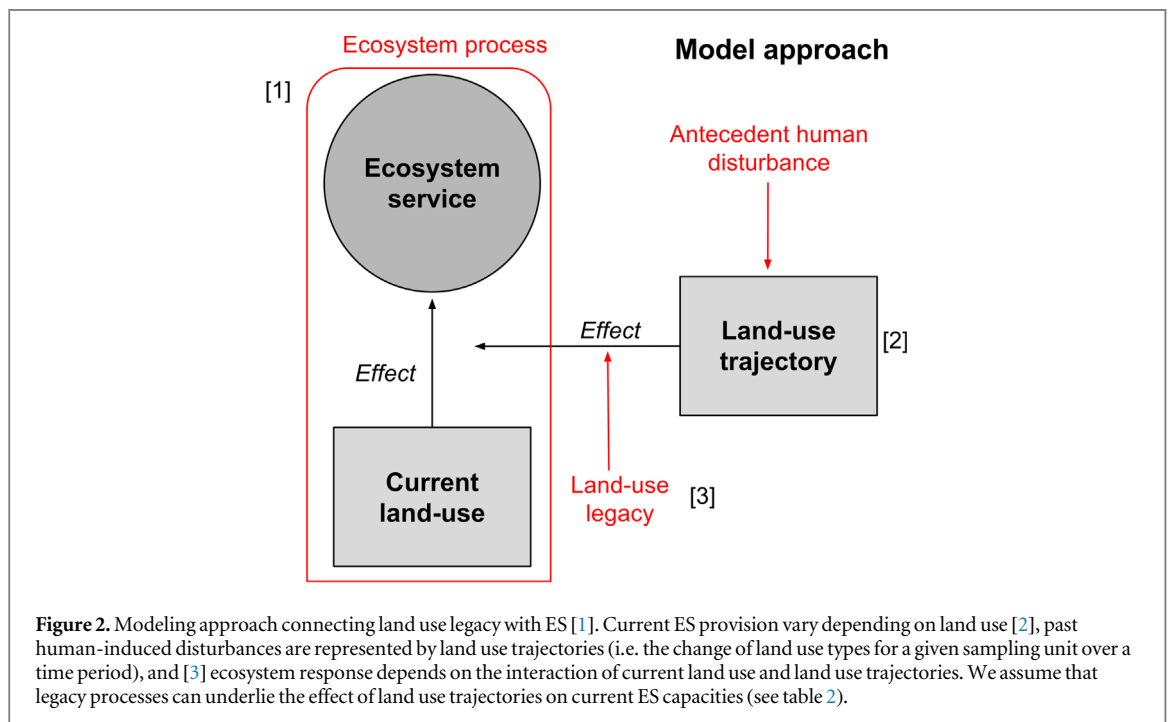 Ecosystem process
Model approach
[1]
Antecedent human
disturbance
Ecosystem
service
Effect
Land-use
trajectory
[2]
Effect
Current
land-use
Land-use
legacy
[3]
Figure 2. Modeling approach connecting land use legacy with ES [1]. Current ES provision vary depending on land use [2], past
human-induced disturbances are represented by land use trajectories (i.e. the change of land use types for a given sampling unit over a
time period), and [3] ecosystem response depends on the interaction of current land use and land use trajectories. We assume that
legacy processes can underlie the effect of land use trajectories on current ES capacities (see table 2).